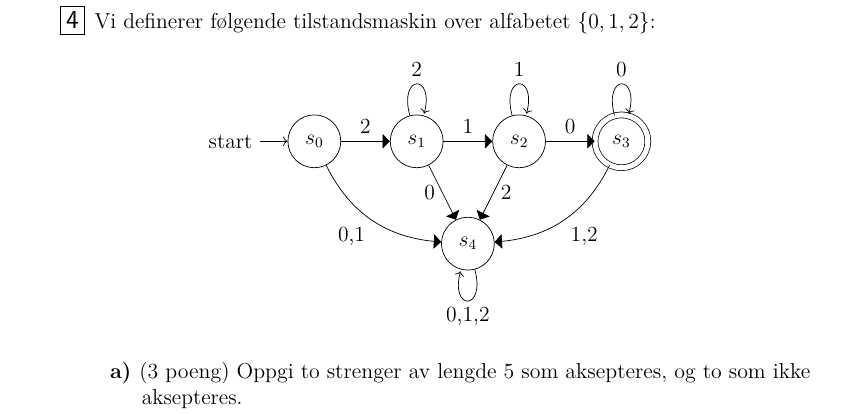 4 Vi definerer følgende tilstandsmaskin over alfabetet {0, 1, 2}:
2 1 0
start s₀ 2 s₁ 1 s₂ 0 s₃
0 2
0,1 s₄ 1,2
0,1,2
a) (3 poeng) Oppgi to strenger av lengde 5 som aksepteres, og to som ikke
aksepteres.